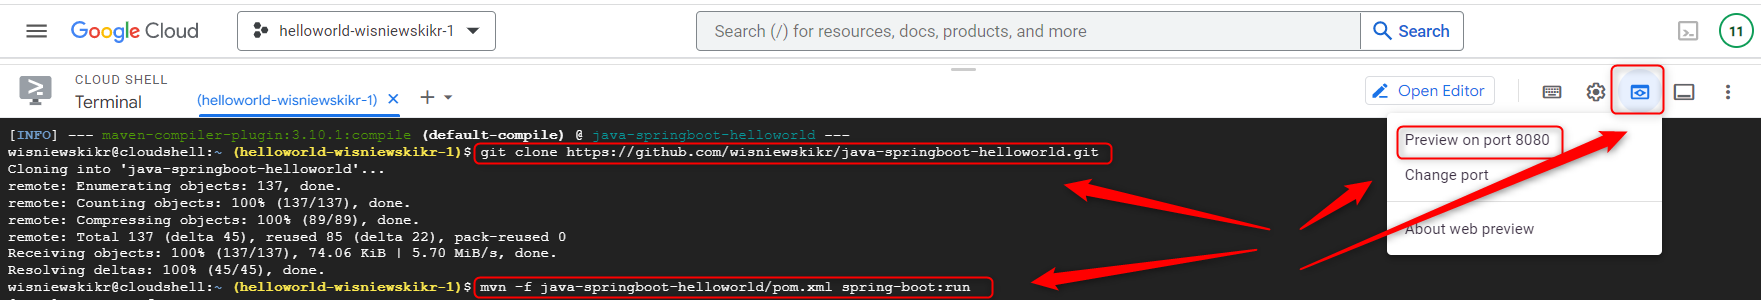 Google Cloud
helloworld-wisniewskikr-1
Search (/) for resources, docs, products, and more
Search
11
CLOUD SHELL
Terminal
(helloworld-wisniewskikr-1)
Open Editor
[INFO] --- maven-compiler-plugin:3.10.1:compile (default-compile) @ java-springboot-helloworld ---
wisniewskikr@cloudshell:~ (helloworld-wisniewskikr-1)$ git clone https://github.com/wisniewskikr/java-springboot-helloworld.git
Cloning into 'java-springboot-helloworld'...
remote: Enumerating objects: 137, done.
remote: Counting objects: 100% (137/137), done.
remote: Compressing objects: 100% (89/89), done.
remote: Total 137 (delta 45), reused 85 (delta 22), pack-reused 0
Receiving objects: 100% (137/137), 74.06 KiB | 5.70 MiB/s, done.
Resolving deltas: 100% (45/45), done.
wisniewskikr@cloudshell:~ (helloworld-wisniewskikr-1)$ mvn -f java-springboot-helloworld/pom.xml spring-boot:run
Preview on port 8080
Change port
About web preview